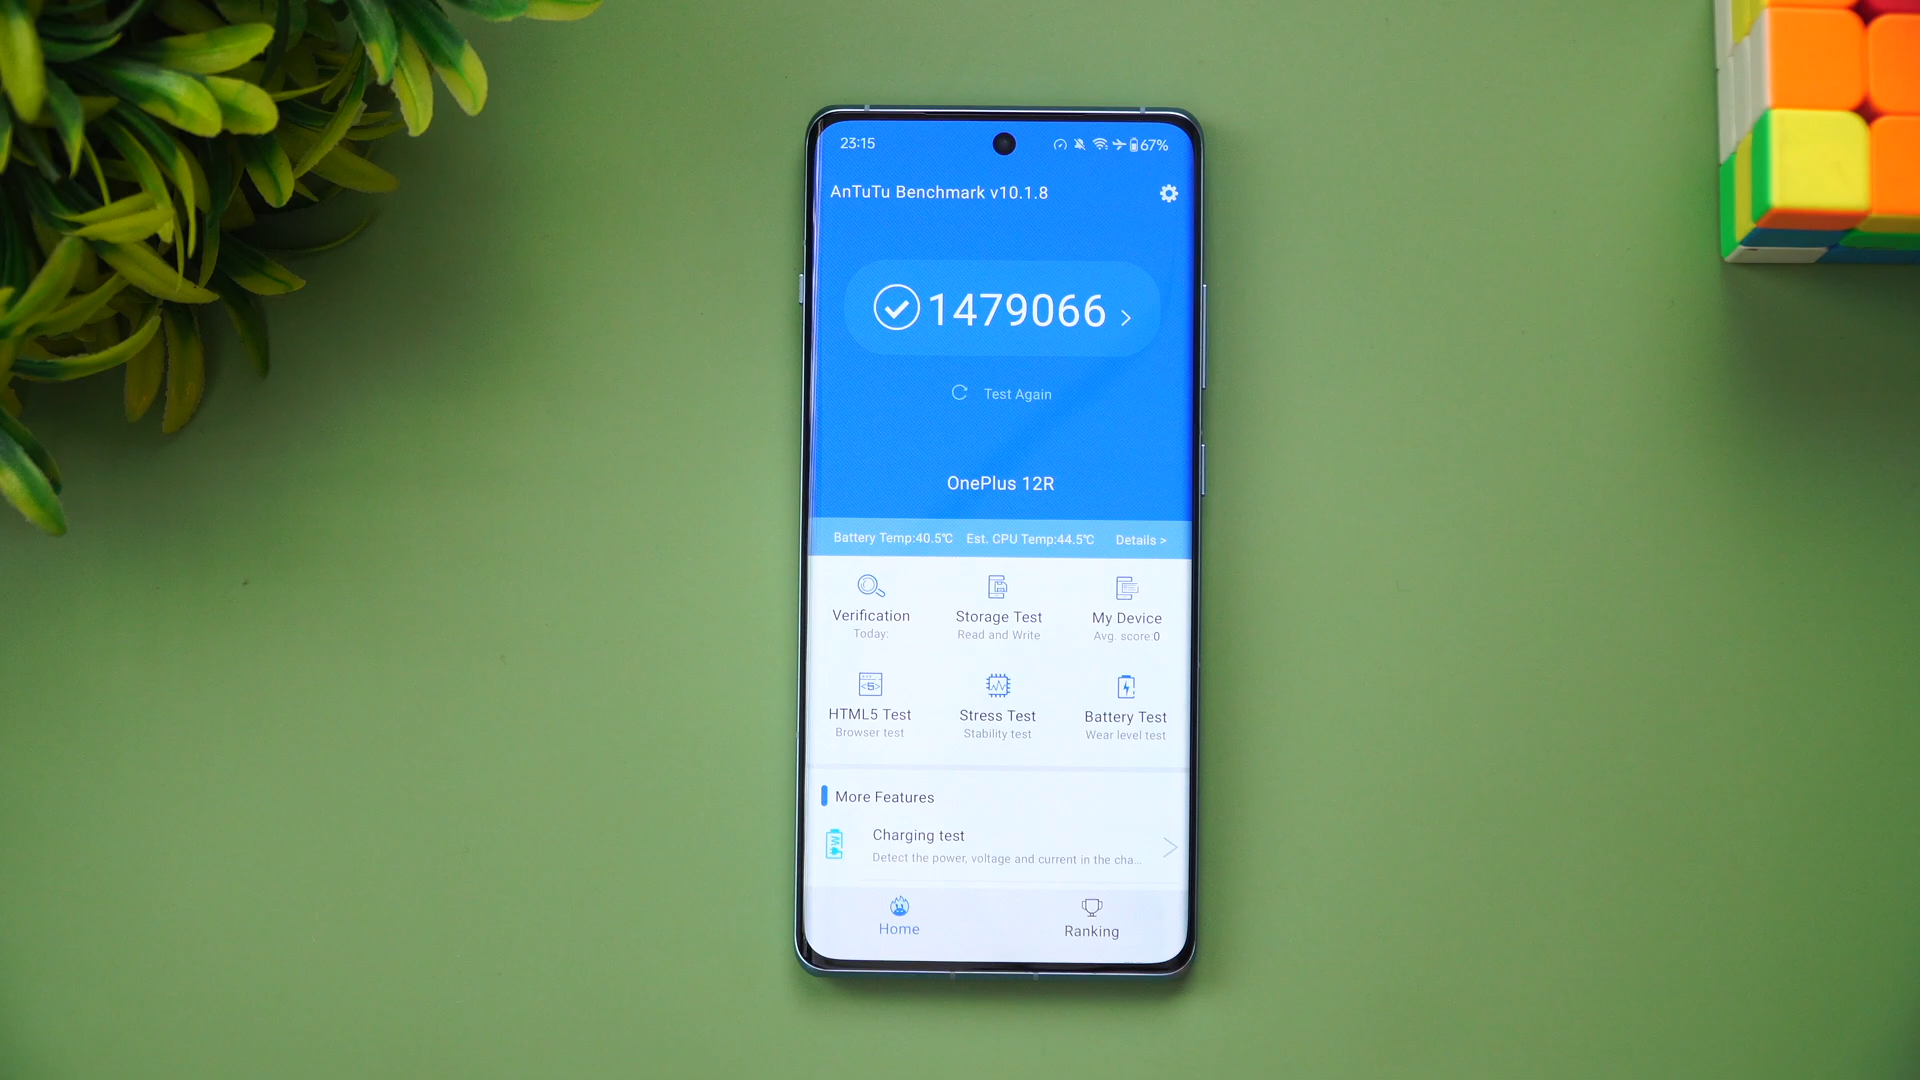 23:15 67%
AnTuTu Benchmark v10.1.8
1479066 >
Test Again
OnePlus 12R
Battery Temp:40.5℃ Est. CPU Temp:44.5℃ Details >
Verification Storage Test My Device
Today: Read and Write Avg. score:0
<5>
HTML5 Test Stress Test Battery Test
Browser test Stability test Wear level test
More Features
W
Charging test
Detect the power, voltage and current in the cha...
Home Ranking